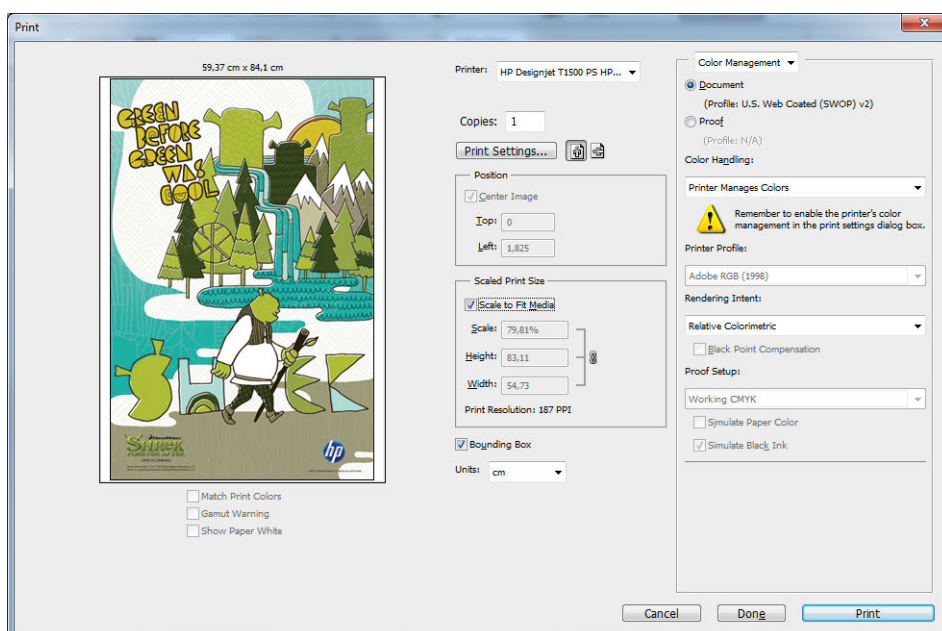 Print
59,37 cm x 84,1 cm
GREEN
BEFORE
GREEN
WAS
COOL
SHREK
DreamWorks
SHREK
hp
Match Print Colors
Gamut Warning
Show Paper White
Printer: HP Designjet T1500 PS HP...
Copies: 1
Print Settings...
Position
Center Image
Top: 0
Left: 1,825
Scaled Print Size
Scale to Fit Media
Scale: 79,81%
Height: 83,11
Width: 54,73
Print Resolution: 187 PPI
Bounding Box
Units: cm
Color Management
Document
(Profile: U.S. Web Coated (SWOP) v2)
Proof
(Profile: N/A)
Color Handling:
Printer Manages Colors
Remember to enable the printer's color
management in the print settings dialog box.
Printer Profile:
Adobe RGB (1998)
Rendering Intent:
Relative Colorimetric
Black Point Compensation
Proof Setup:
Working CMYK
Simulate Paper Color
Simulate Black Ink
Cancel
Done
Print